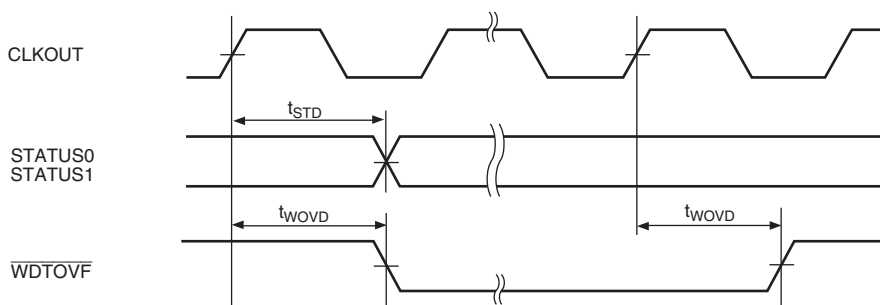 CLKOUT
tSTD
STATUS0
STATUS1
tWOVD
tWOVD
WDTOVF